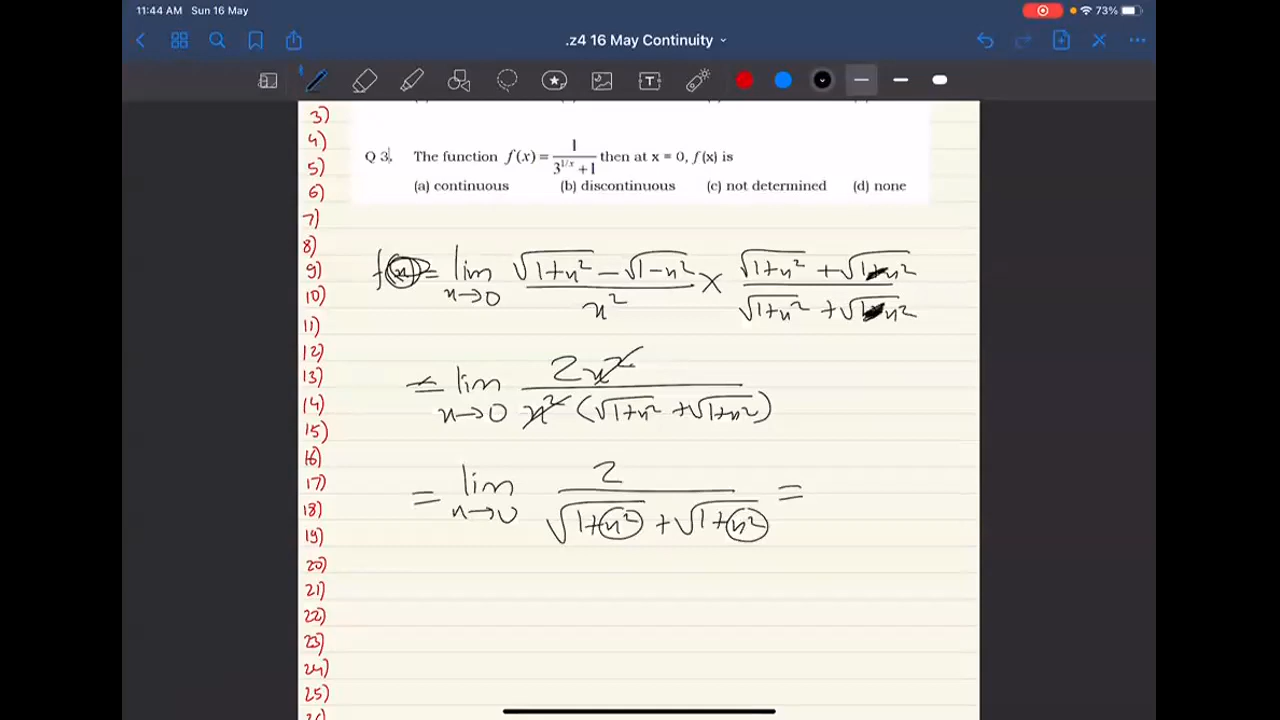 11:44 AM Sun 16 May 73%
.z4 16 May Continuity
3)
4)
Q 3. The function f(x) = 1/(3^{1/x} + 1) then at x = 0, f(x) is
5)
(a) continuous (b) discontinuous (c) not determined (d) none
6)
7)
8)
9) f(x) = lim x→0 (√(1+x²) − √(1−x²))/x² × (√(1+x²) + √(1+x²))/(√(1+x²) + √(1+x²))
10)
11)
12)
13) = lim x→0 2x²/(x² (√(1+x²) + √(1+x²)))
14)
15)
16)
17) = lim x→0 2/(√(1+x²) + √(1+x²)) =
18)
19)
20)
21)
22)
23)
24)
25)